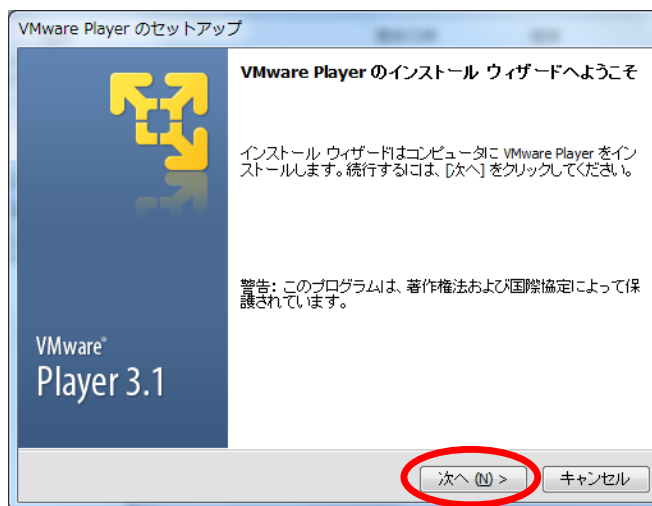 VMware Player のセットアップ
VMware Player のインストール ウィザードへようこそ
インストール ウィザードはコンピュータに VMware Player をイン
ストールします。続行するには、[次へ] をクリックしてください。
警告: このプログラムは、著作権法および国際協定によって保
護されています。
VMware®
Player 3.1
次へ (N) >
キャンセル